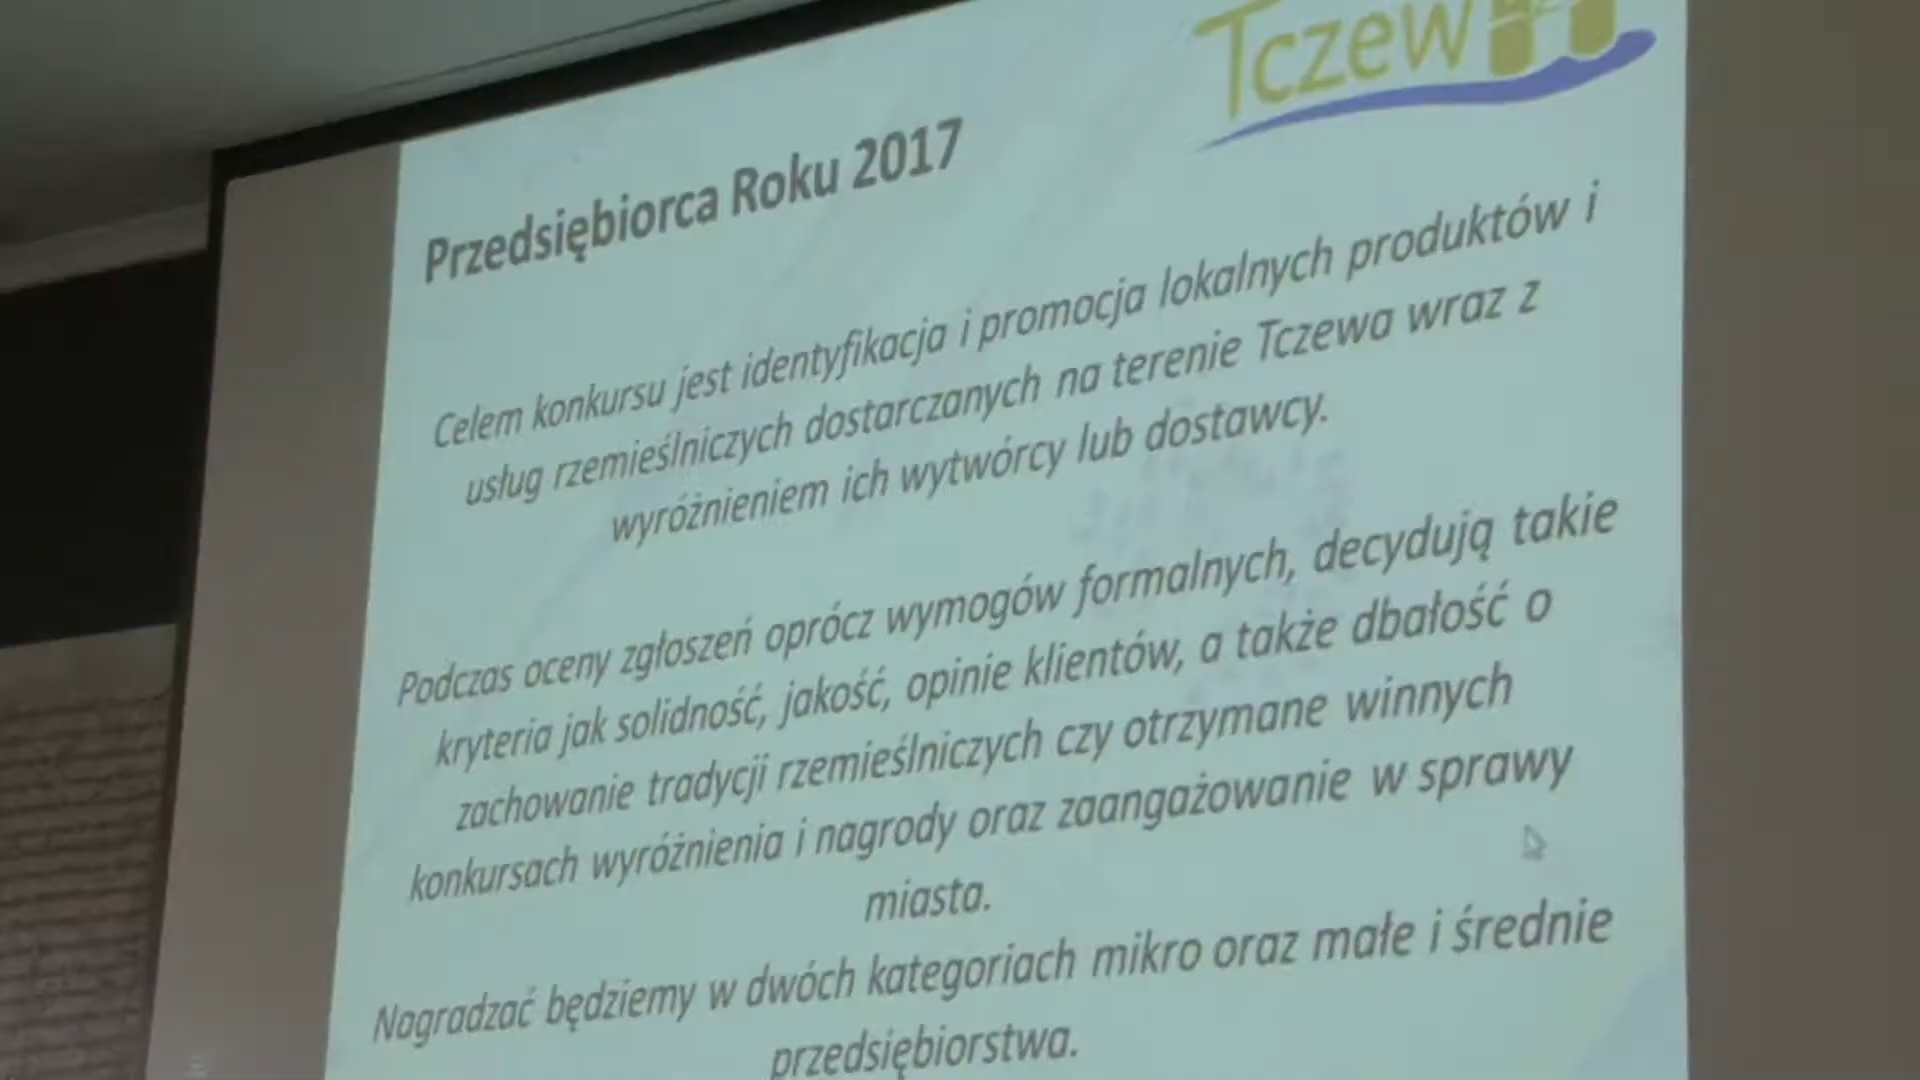 Tczew
Przedsiębiorca Roku 2017
Celem konkursu jest identyfikacja i promocja lokalnych produktów i
usług rzemieślniczych dostarczanych na terenie Tczewa wraz z
wyróżnieniem ich wytwórcy lub dostawcy.
Podczas oceny zgłoszeń oprócz wymogów formalnych, decydują takie
kryteria jak solidność, jakość, opinie klientów, a także dbałość o
zachowanie tradycji rzemieślniczych czy otrzymane winnych
konkursach wyróżnienia i nagrody oraz zaangażowanie w sprawy
miasta.
Nagradzać będziemy w dwóch kategoriach mikro oraz małe i średnie
przedsiębiorstwa.